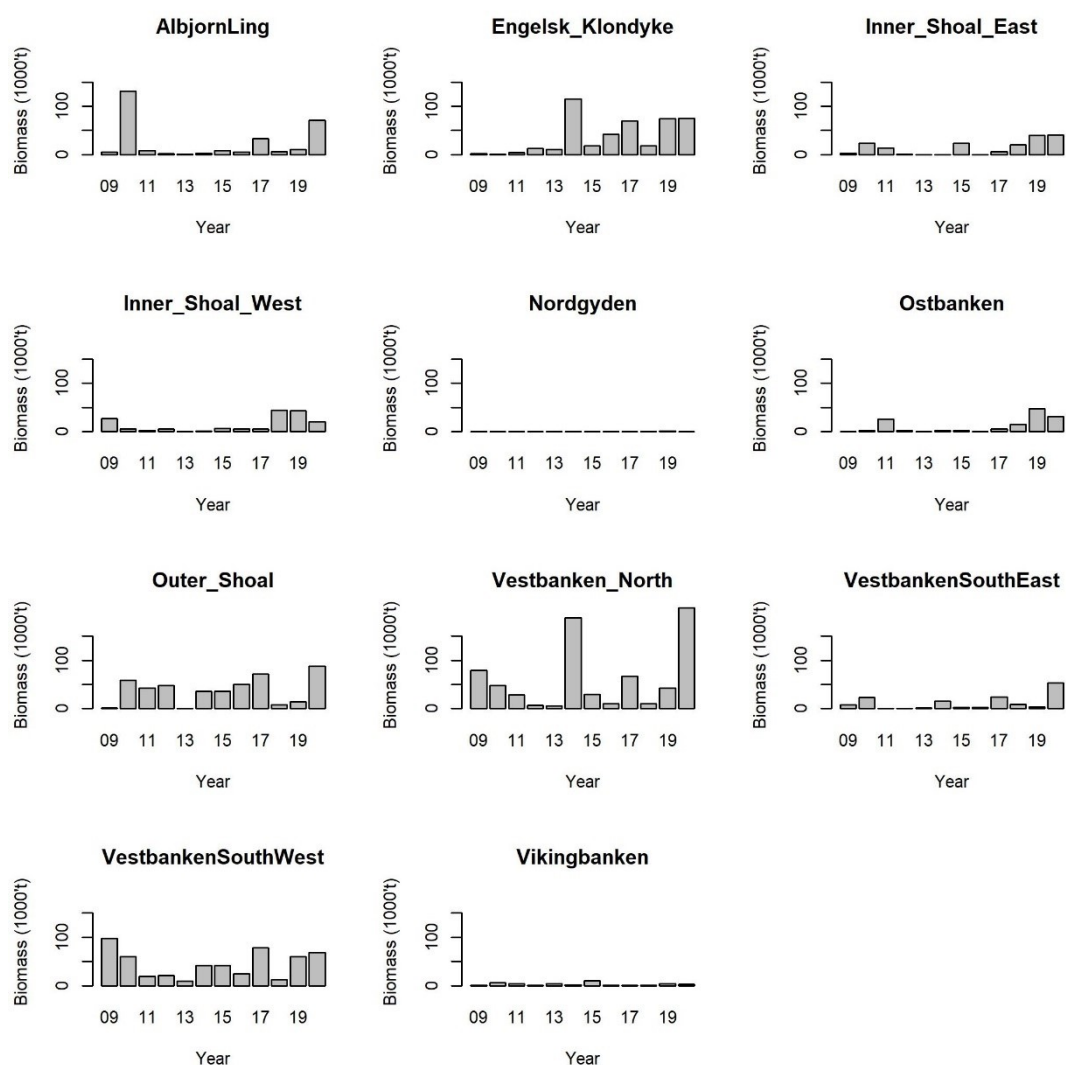 AlbjornLing
Biomass (1000't)
100
0
09 11 13 15 17 19
Year
Engelsk_Klondyke
Biomass (1000't)
100
0
09 11 13 15 17 19
Year
Inner_Shoal_East
Biomass (1000't)
100
0
09 11 13 15 17 19
Year
Inner_Shoal_West
Biomass (1000't)
100
0
09 11 13 15 17 19
Year
Nordgyden
Biomass (1000't)
100
0
09 11 13 15 17 19
Year
Ostbanken
Biomass (1000't)
100
0
09 11 13 15 17 19
Year
Outer_Shoal
Biomass (1000't)
100
0
09 11 13 15 17 19
Year
Vestbanken_North
Biomass (1000't)
100
0
09 11 13 15 17 19
Year
VestbankenSouthEast
Biomass (1000't)
100
0
09 11 13 15 17 19
Year
VestbankenSouthWest
Biomass (1000't)
100
0
09 11 13 15 17 19
Year
Vikingbanken
Biomass (1000't)
100
0
09 11 13 15 17 19
Year